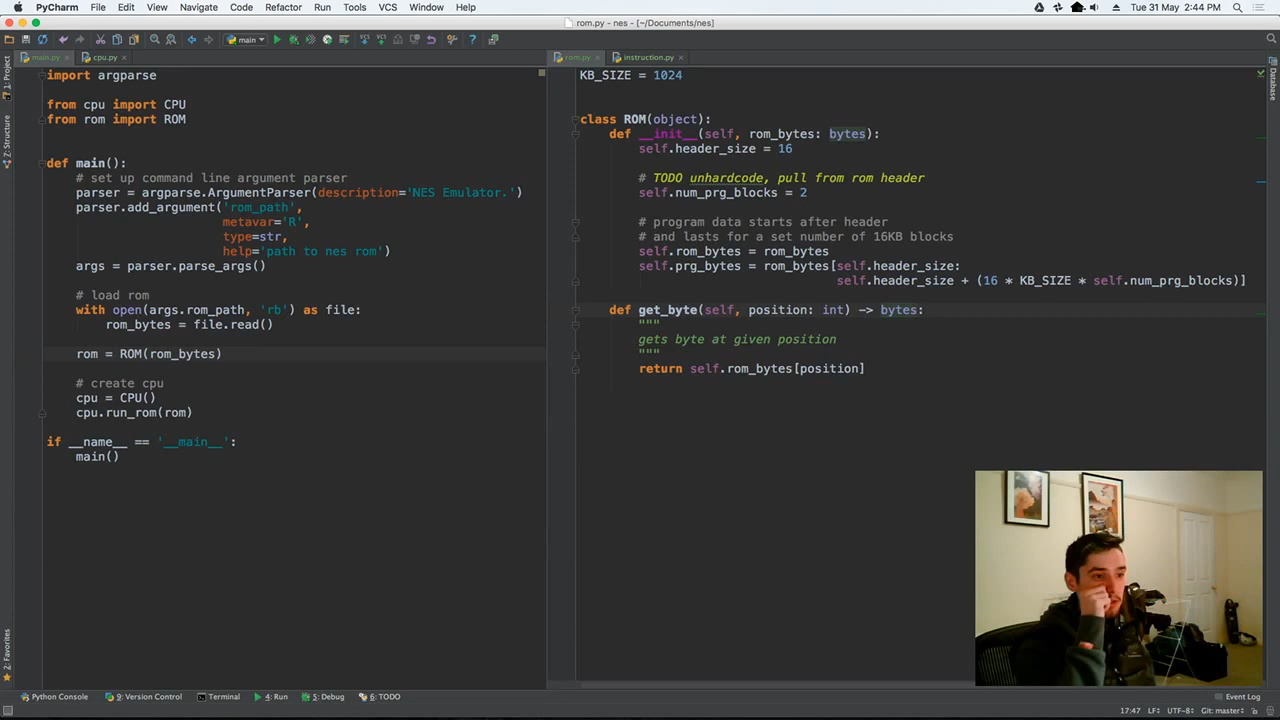 PyCharm File Edit View Navigate Code Refactor Tools VCS Window Help Tue 31 May 2:44 PM
rom.py - nes - [~/Documents/nes]
main
main.py cpu.py
import argparse
from cpu import CPU
from rom import ROM
def main():
# set up command line argument parser
parser = argparse.ArgumentParser(description='NES Emulator.')
parser.add_argument('rom_path',
metavar='R',
type=str,
help='path to nes rom')
args = parser.parse_args()
# load rom
with open(args.rom_path, 'rb') as file:
rom_bytes = file.read()
rom = ROM(rom_bytes)
# create cpu
cpu = CPU()
cpu.run_rom(rom)
if __name__ == '__main__':
main()
rom.py instruction.py
KB_SIZE = 1024
class ROM(object):
def __init__(self, rom_bytes: bytes):
self.header_size = 16
# TODO unhardcode, pull from rom header
self.num_prg_blocks = 2
# program data starts after header
# and lasts for a set number of 16KB blocks
self.rom_bytes = rom_bytes
self.prg_bytes = rom_bytes[self.header_size:
self.header_size + (16 * KB_SIZE * self.num_prg_blocks)]
def get_byte(self, position: int) -> bytes:
"""
gets byte at given position
"""
return self.rom_bytes[position]
1: Project
7: Structure
2: Favorites
Database
Python Console 9: Version Control Terminal 4: Run 5: Debug 6: TODO Event Log
17:47 LF÷ UTF-8÷ Git: master÷